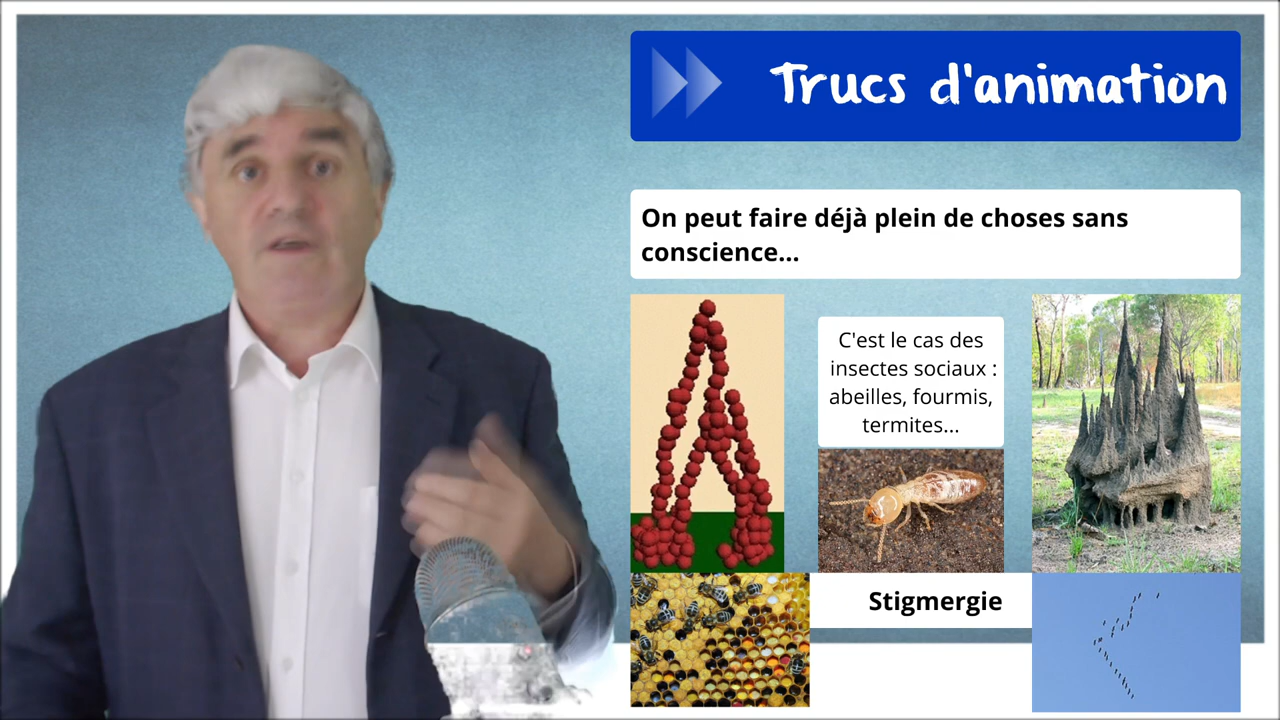 Trucs d'animation
On peut faire déjà plein de choses sans
conscience...
C'est le cas des
insectes sociaux :
abeilles, fourmis,
termites...
Stigmergie